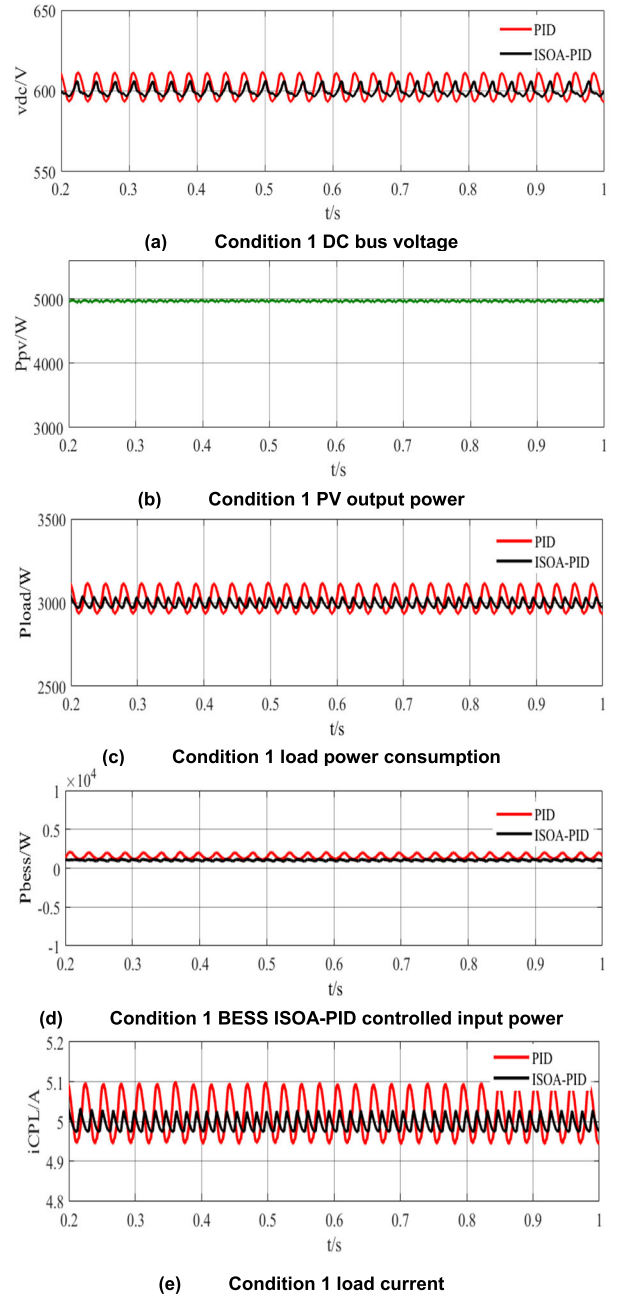 650
PID
ISOA-PID
600
vdc/V
550
0.2 0.3 0.4 0.5 0.6 0.7 0.8 0.9 1
t/s
(a) Condition 1 DC bus voltage
5000
4000
Ppv/W
3000
0.2 0.3 0.4 0.5 0.6 0.7 0.8 0.9 1
t/s
(b) Condition 1 PV output power
3500
PID
ISOA-PID
3000
Pload/W
2500
0.2 0.3 0.4 0.5 0.6 0.7 0.8 0.9 1
t/s
(c) Condition 1 load power consumption
×10^4
1
PID
0.5
ISOA-PID
Pbess/W
0
-0.5
-1
0.2 0.3 0.4 0.5 0.6 0.7 0.8 0.9 1
t/s
(d) Condition 1 BESS ISOA-PID controlled input power
5.2
PID
5.1
ISOA-PID
5
iCPL/A
4.9
4.8
0.2 0.3 0.4 0.5 0.6 0.7 0.8 0.9 1
t/s
(e) Condition 1 load current